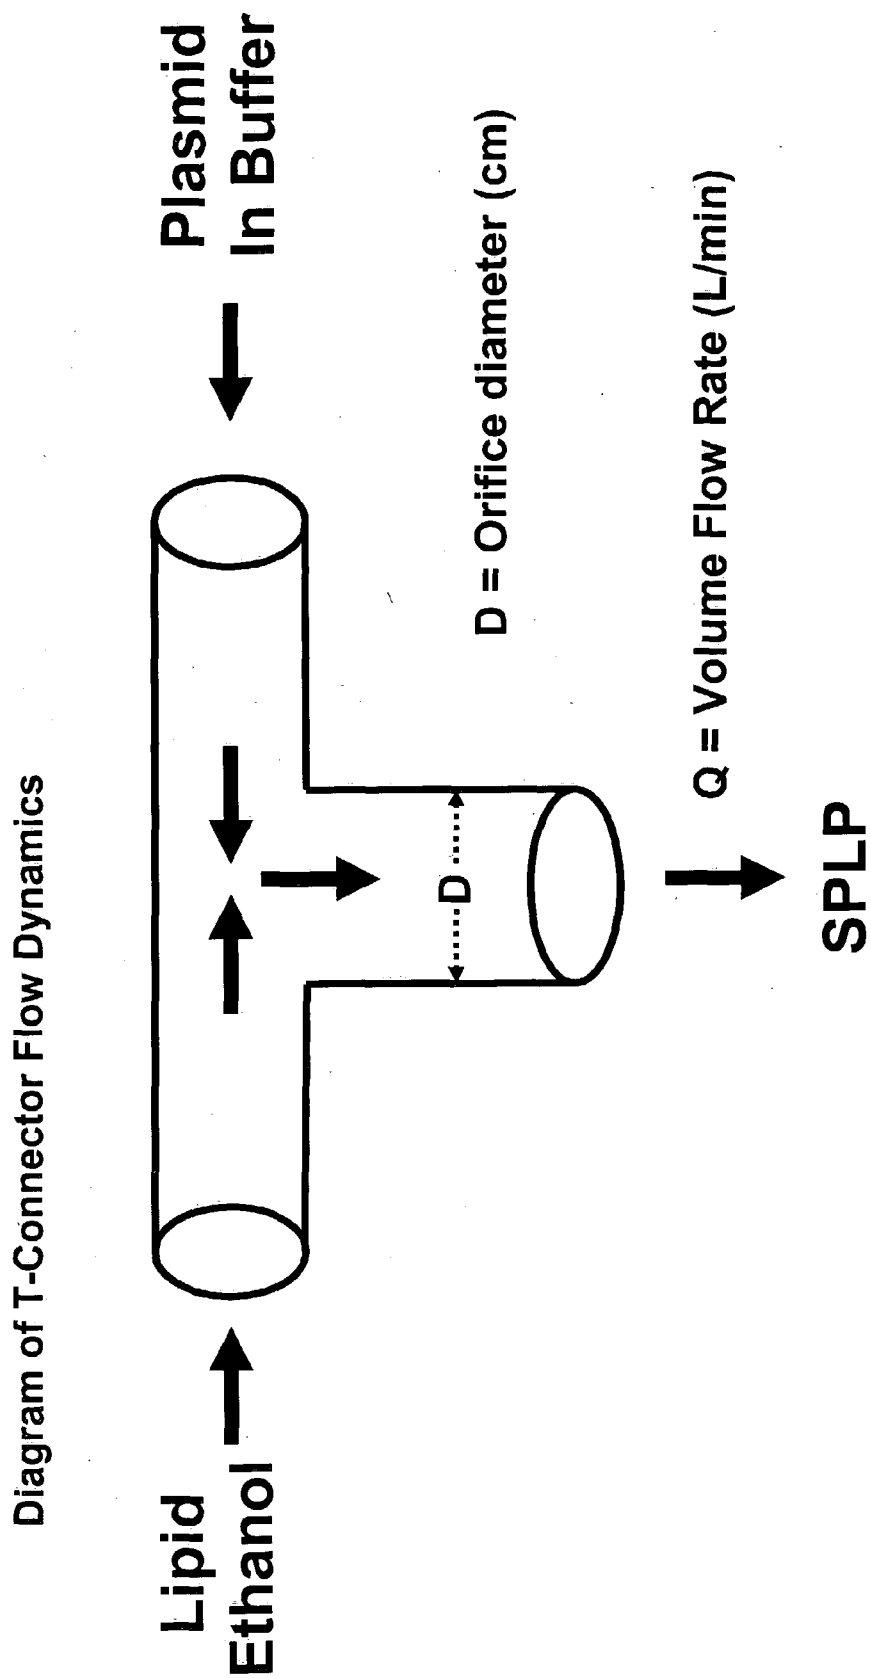 Diagram of T-Connector Flow Dynamics
Lipid
Ethanol
Plasmid
In Buffer
D
D = Orifice diameter (cm)
Q = Volume Flow Rate (L/min)
SPLP